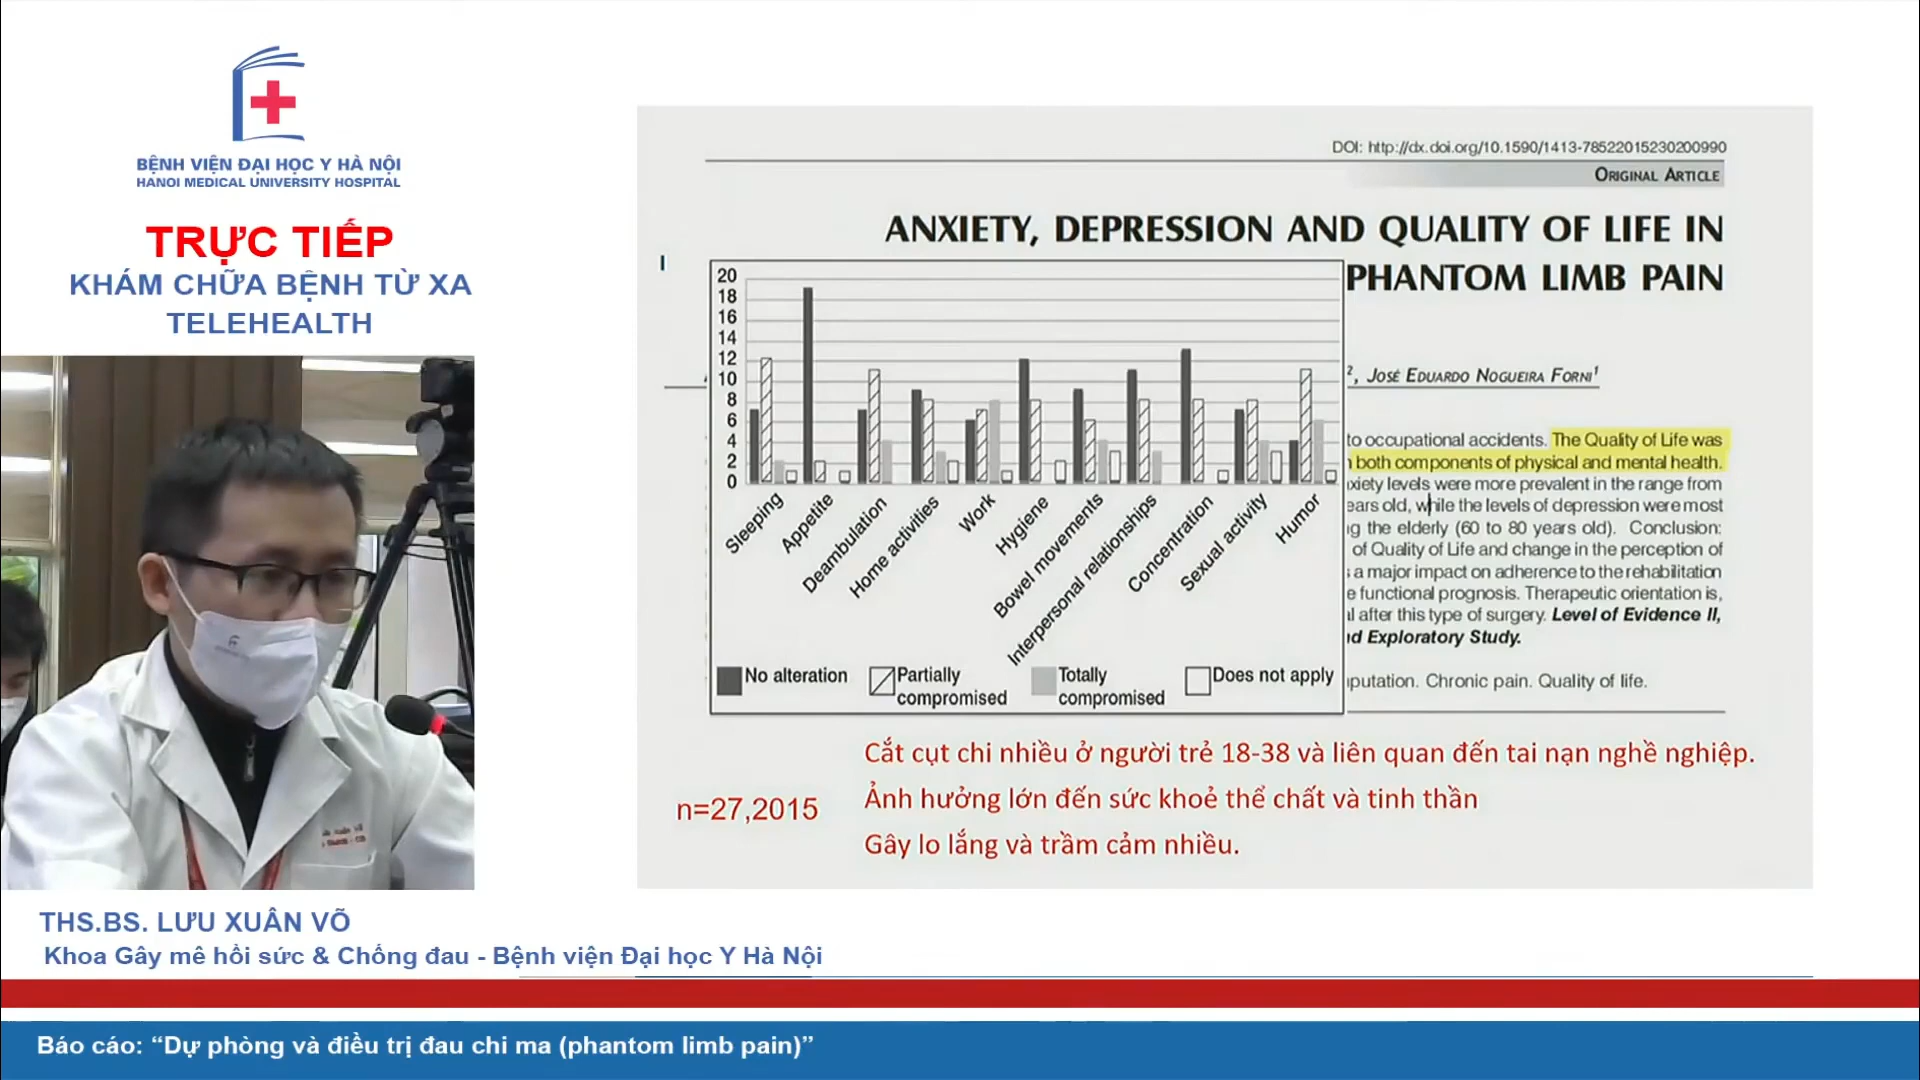 BỆNH VIỆN ĐẠI HỌC Y HÀ NỘI
HANOI MEDICAL UNIVERSITY HOSPITAL
TRỰC TIẾP
KHÁM CHỮA BỆNH TỪ XA
TELEHEALTH
DOI: http://dx.doi.org/10.1590/1413-78522015230200990
ORIGINAL ARTICLE
ANXIETY, DEPRESSION AND QUALITY OF LIFE IN
PHANTOM LIMB PAIN
², JOSÉ EDUARDO NOGUEIRA FORNI¹
to occupational accidents. The Quality of Life was
both components of physical and mental health.
levels were more prevalent in the range from
old, while the levels of depression were most
the elderly (60 to 80 years old). Conclusion:
of Quality of Life and change in the perception of
a major impact on adherence to the rehabilitation
functional prognosis. Therapeutic orientation is,
after this type of surgery. Level of Evidence II,
Exploratory Study.
Chronic pain. Quality of life.
20
18
16
14
12
10
8
6
4
2
0
Sleeping
Appetite
Deambulation
Home activities
Work
Hygiene
Bowel movements
Interpersonal relationships
Concentration
Sexual activity
Humor
No alteration
Partially compromised
Totally compromised
Does not apply
Cắt cụt chi nhiều ở người trẻ 18-38 và liên quan đến tai nạn nghề nghiệp.
n=27,2015
Ảnh hưởng lớn đến sức khoẻ thể chất và tinh thần
Gây lo lắng và trầm cảm nhiều.
THS.BS. LƯU XUÂN VÕ
Khoa Gây mê hồi sức & Chống đau - Bệnh viện Đại học Y Hà Nội
Báo cáo: “Dự phòng và điều trị đau chi ma (phantom limb pain)”